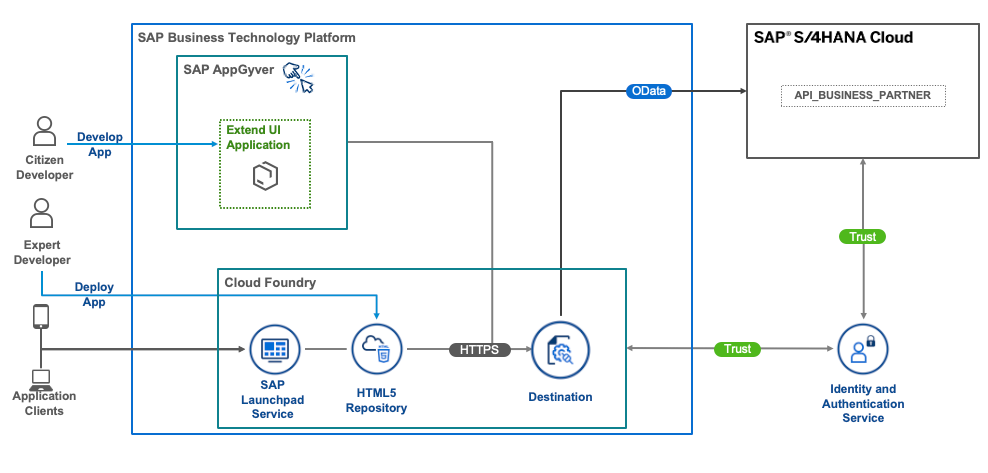 SAP Business Technology Platform
SAP® S/4HANA Cloud
SAP AppGyver
OData
API_BUSINESS_PARTNER
Extend UI
Application
Develop
App
Citizen
Developer
Expert
Developer
Trust
Cloud Foundry
Deploy
App
HTML
5
HTTPS
Trust
SAP
Launchpad
Service
HTML5
Repository
Destination
Identity and
Authentication
Service
Application
Clients